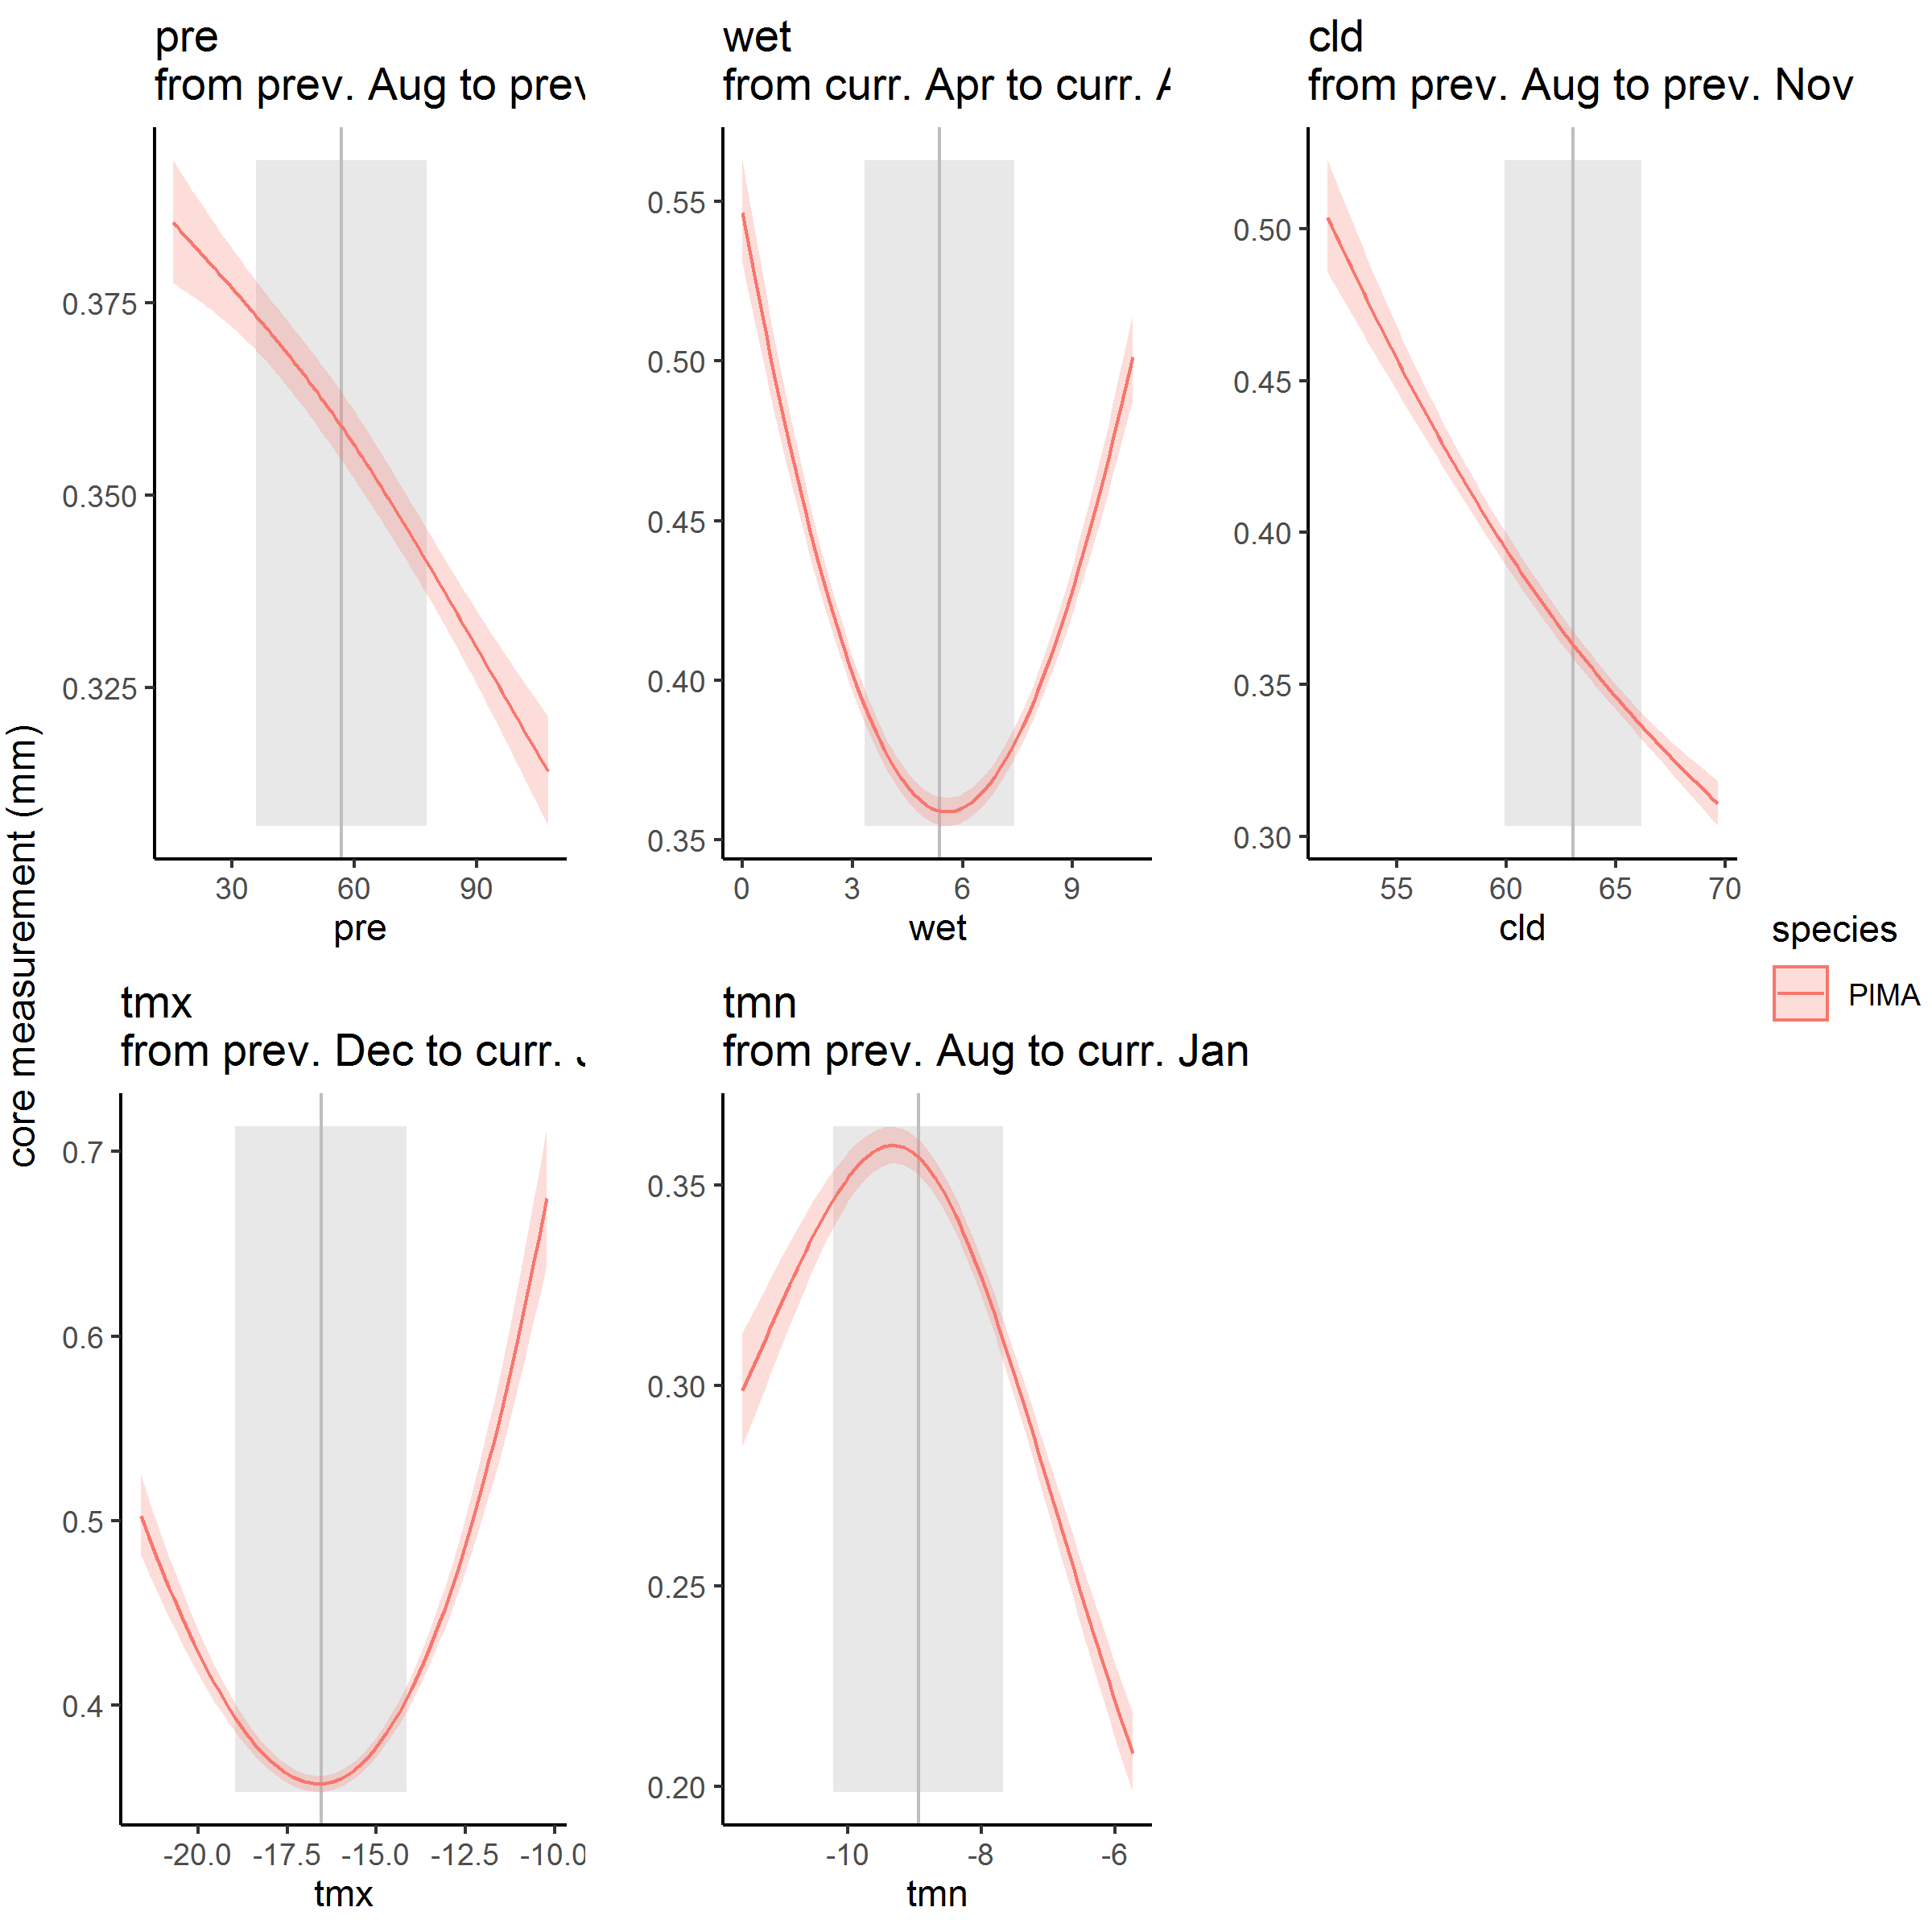 pre
from prev. Aug to prev
wet
from curr. Apr to curr.
cld
from prev. Aug to prev. Nov
0.375
0.350
0.325
30 60 90
pre
0.55
0.50
0.45
0.40
0.35
0 3 6 9
wet
0.50
0.45
0.40
0.35
0.30
55 60 65 70
cld
core measurement (mm)
species
PIMA
tmx
from prev. Dec to curr.
tmn
from prev. Aug to curr. Jan
0.7
0.6
0.5
0.4
-20.0 -17.5 -15.0 -12.5 -10.0
tmx
0.35
0.30
0.25
0.20
-10 -8 -6
tmn